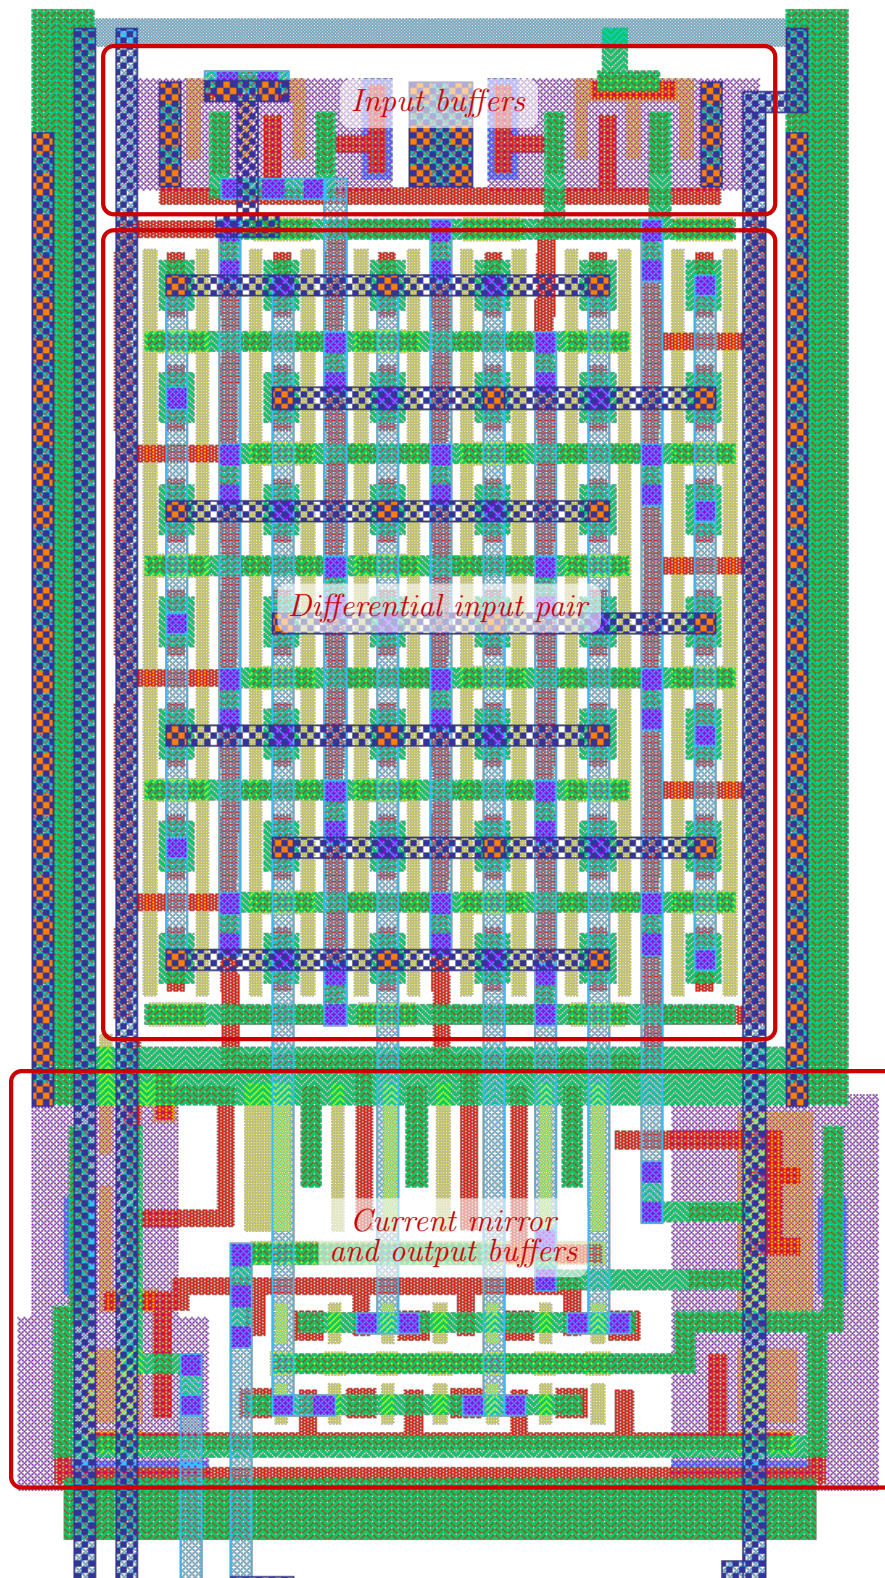 Input buffers
Differential input pair
Current mirror
and output buffers